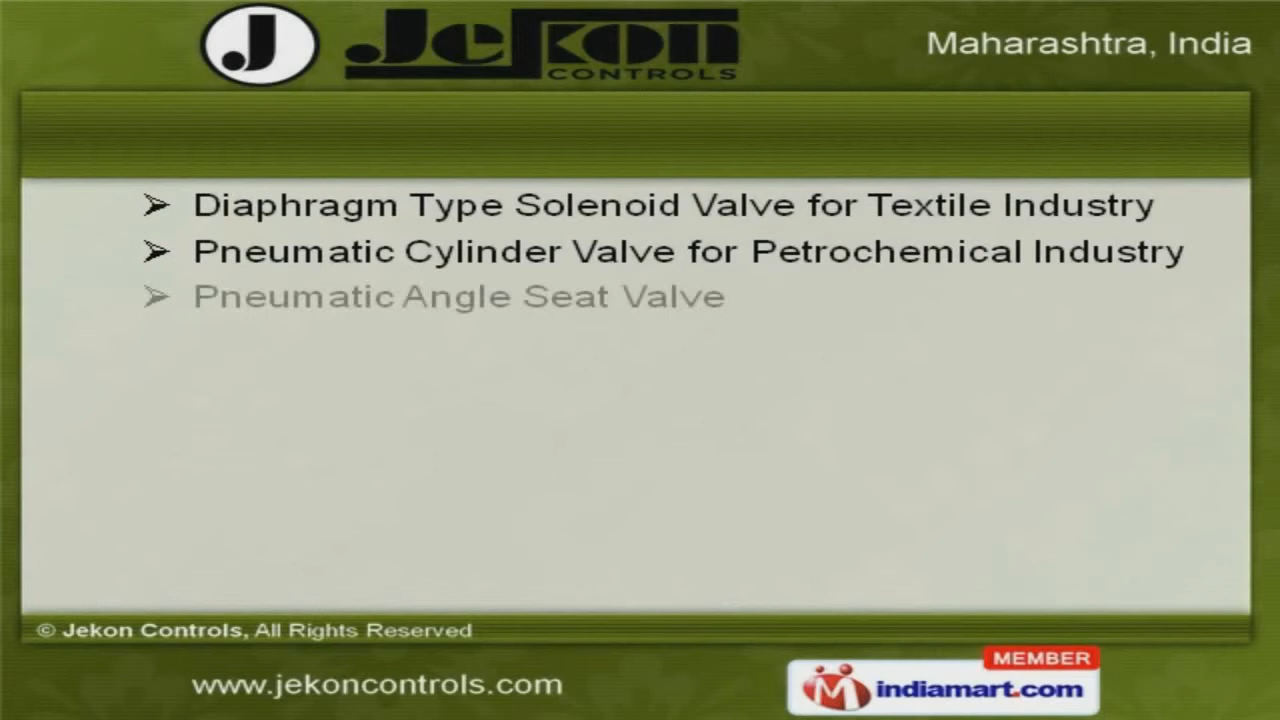 J Jekon
CONTROLS
Maharashtra, India
➢ Diaphragm Type Solenoid Valve for Textile Industry
➢ Pneumatic Cylinder Valve for Petrochemical Industry
➢ Pneumatic Angle Seat Valve
© Jekon Controls, All Rights Reserved
www.jekoncontrols.com
MEMBER
indiamart.com